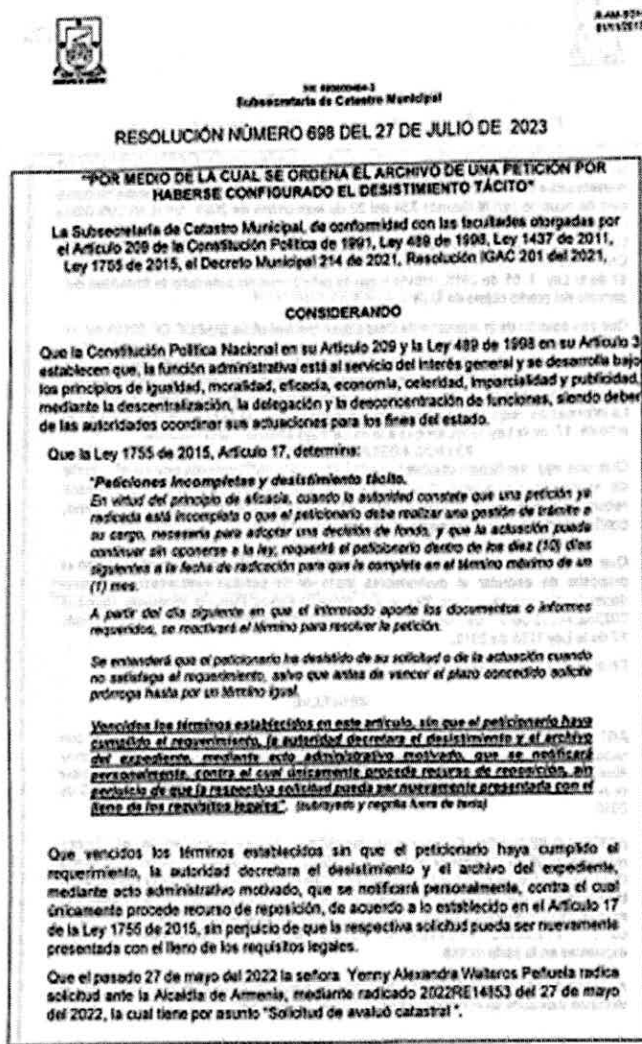 Subsecretaria de Catastro Municipal
RESOLUCIÓN NÚMERO 698 DEL 27 DE JULIO DE 2023
"POR MEDIO DE LA CUAL SE ORDENA EL ARCHIVO DE UNA PETICIÓN POR
HABERSE CONFIGURADO EL DESISTIMIENTO TÁCITO"
La Subsecretaria de Catastro Municipal, de conformidad con las facultades otorgadas por
el Artículo 209 de la Constitución Política de 1991, Ley 489 de 1998, Ley 1437 de 2011,
Ley 1755 de 2015, el Decreto Municipal 214 de 2021, Resolución IGAC 201 del 2021,
CONSIDERANDO
Que la Constitución Política Nacional en su Artículo 209 y la Ley 489 de 1998 en su Artículo 3
establecen que, la función administrativa está al servicio del interés general y se desarrolla bajo
los principios de igualdad, moralidad, eficacia, economía, celeridad, imparcialidad y publicidad,
mediante la descentralización, la delegación y la desconcentración de funciones, siendo deber
de las autoridades coordinar sus actuaciones para los fines del estado.
Que la Ley 1755 de 2015, Artículo 17, determina:
"Peticiones incompletas y desistimiento tácito.
En virtud del principio de eficacia, cuando la autoridad constate que una petición ya
radicada está incompleta o que el peticionario debe realizar una gestión de trámite a
su cargo, necesaria para adoptar una decisión de fondo, y que la actuación pueda
continuar sin oponerse a la ley, requerirá al peticionario dentro de los diez (10) días
siguientes a la fecha de radicación para que la complete en el término máximo de un
(1) mes.
A partir del día siguiente en que el interesado aporte los documentos o informes
requeridos, se reactivará el término para resolver la petición.
Se entenderá que el peticionario ha desistido de su solicitud o de la actuación cuando
no satisfaga el requerimiento, salvo que antes de vencer el plazo concedido solicite
prórroga hasta por un término igual.
Vencidos los términos establecidos en este artículo, sin que el peticionario haya
cumplido el requerimiento, la autoridad decretara el desistimiento y el archivo
del expediente, mediante acto administrativo motivado, que se notificará
personalmente, contra el cual únicamente procede recurso de reposición, sin
perjuicio de que la respectiva solicitud pueda ser nuevamente presentada con el
lleno de los requisitos legales". (subrayado y negrita fuera de texto)
Que vencidos los términos establecidos sin que el peticionario haya cumplido el
requerimiento, la autoridad decretara el desistimiento y el archivo del expediente,
mediante acto administrativo motivado, que se notificará personalmente, contra el cual
únicamente procede recurso de reposición, de acuerdo a lo establecido en el Artículo 17
de la Ley 1755 de 2015, sin perjuicio de que la respectiva solicitud pueda ser nuevamente
presentada con el lleno de los requisitos legales.
Que el pasado 27 de mayo del 2022 la señora Yenny Alexandra Walteros Peñuela radica
solicitud ante la Alcaldía de Armenia, mediante radicado 2022RE14853 del 27 de mayo
del 2022, la cual tiene por asunto "Solicitud de avaluó catastral".